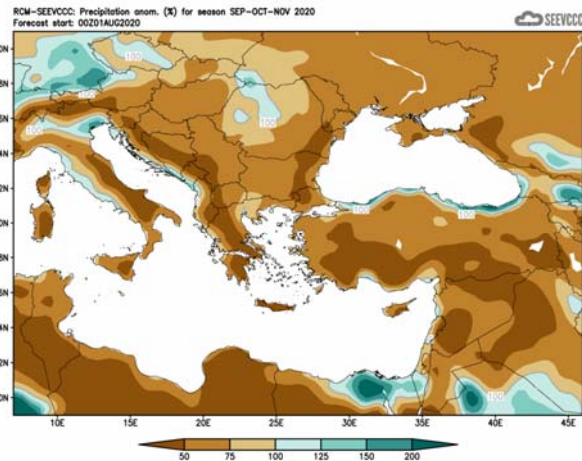 RCM-SEEVCCC: Precipitation anom. (%) for season SEP-OCT-NOV 2020
Forecast start: 00Z01AUG2020
SEEVCCC
100
100
100
100
100
100
100
10E
15E
20E
25E
30E
35E
40E
45E
50
75
100
125
150
200